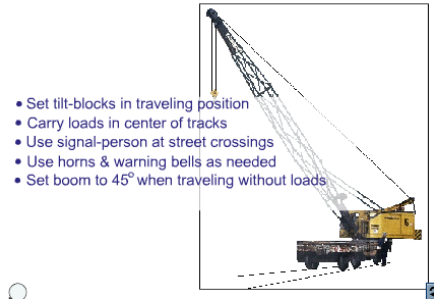 • Set tilt-blocks in traveling position
• Carry loads in center of tracks
• Use signal-person at street crossings
• Use horns & warning bells as needed
• Set boom to 45° when traveling without loads